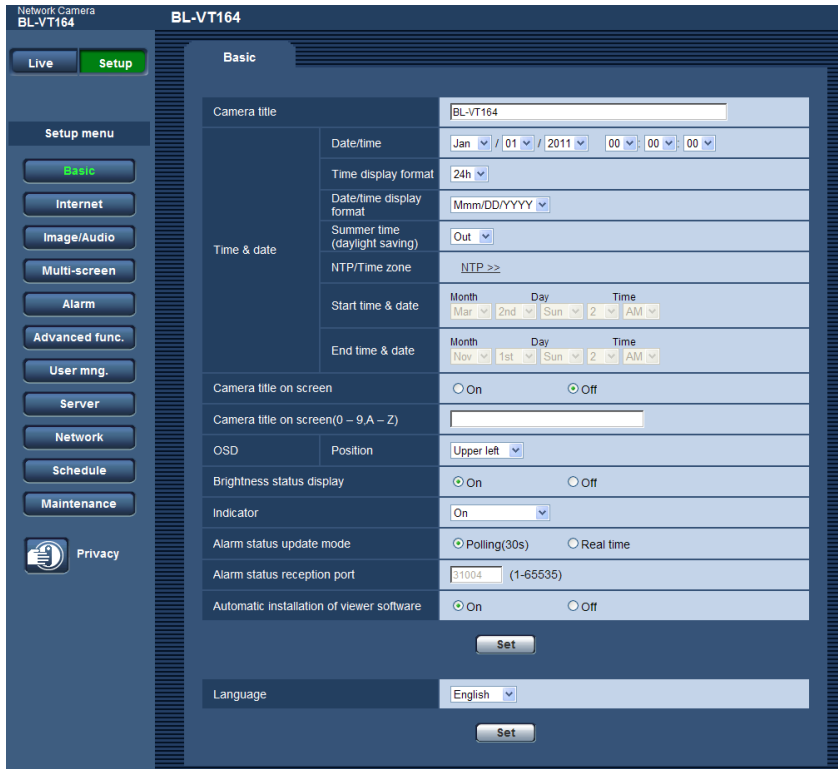 Network Camera
BL-VT164
BL-VT164
Live Setup
Basic
Setup menu
Basic
Internet
Image/Audio
Multi-screen
Alarm
Advanced func.
User mng.
Server
Network
Schedule
Maintenance
Privacy
Camera title BL-VT164
Time & date
Date/time Jan / 01 / 2011 00 : 00 : 00
Time display format 24h
Date/time display
format Mmm/DD/YYYY
Summer time
(daylight saving) Out
NTP/Time zone NTP >>
Start time & date
Month Day Time
Mar 2nd Sun 2 AM
End time & date
Month Day Time
Nov 1st Sun 2 AM
Camera title on screen On Off
Camera title on screen(0 – 9,A – Z)
OSD Position Upper left
Brightness status display On Off
Indicator On
Alarm status update mode Polling(30s) Real time
Alarm status reception port 31004 (1-65535)
Automatic installation of viewer software On Off
Set
Language English
Set